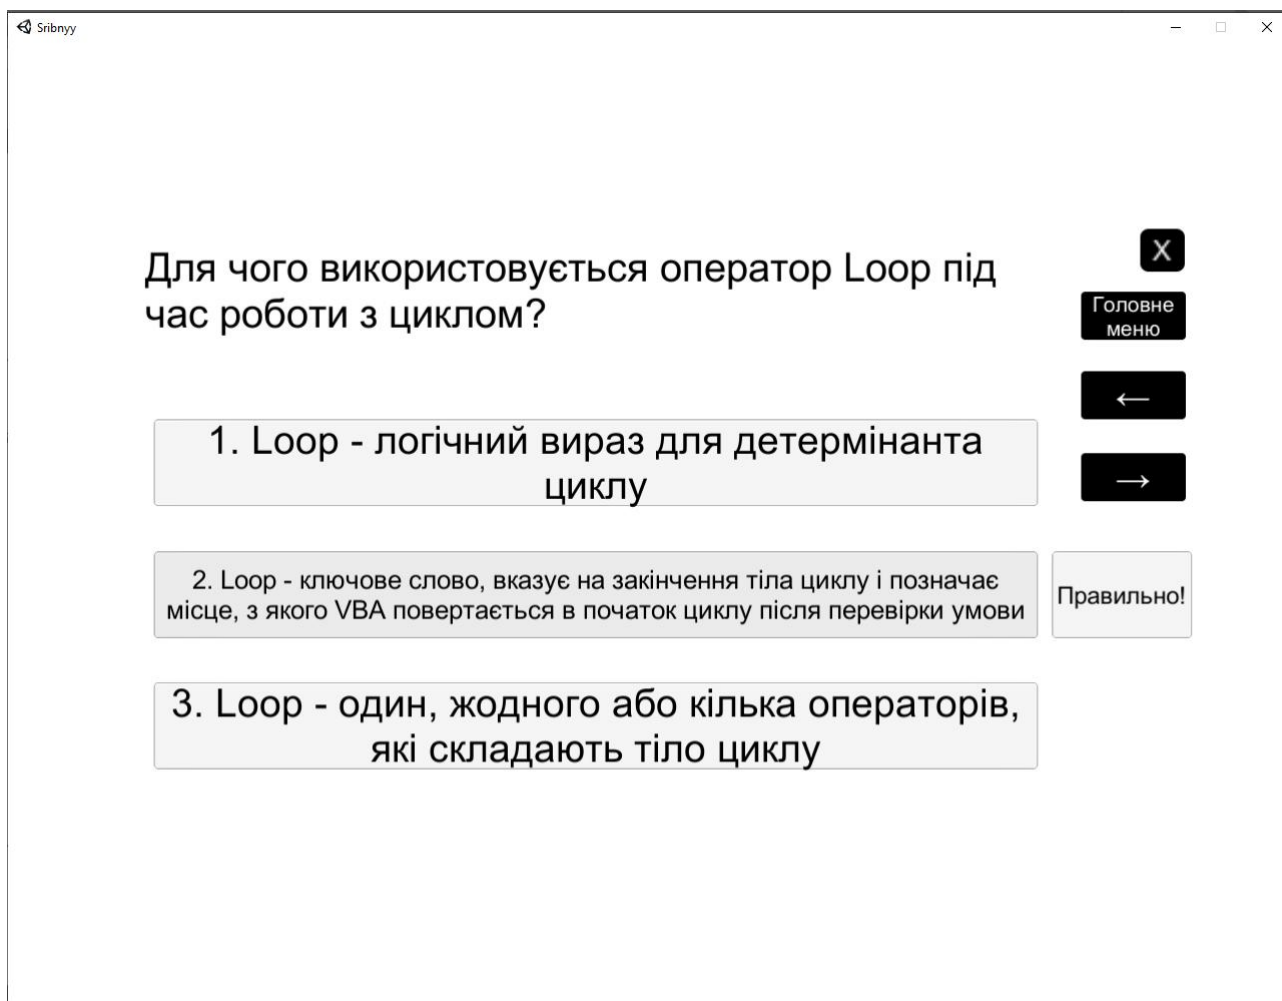 Sribnyy
Для чого використовується оператор Loop під
час роботи з циклом?
X
Головне
меню
←
→
1. Loop - логічний вираз для детермінанта
циклу
2. Loop - ключове слово, вказує на закінчення тіла циклу і позначає
місце, з якого VBA повертається в початок циклу після перевірки умови
Правильно!
3. Loop - один, жодного або кілька операторів,
які складають тіло циклу